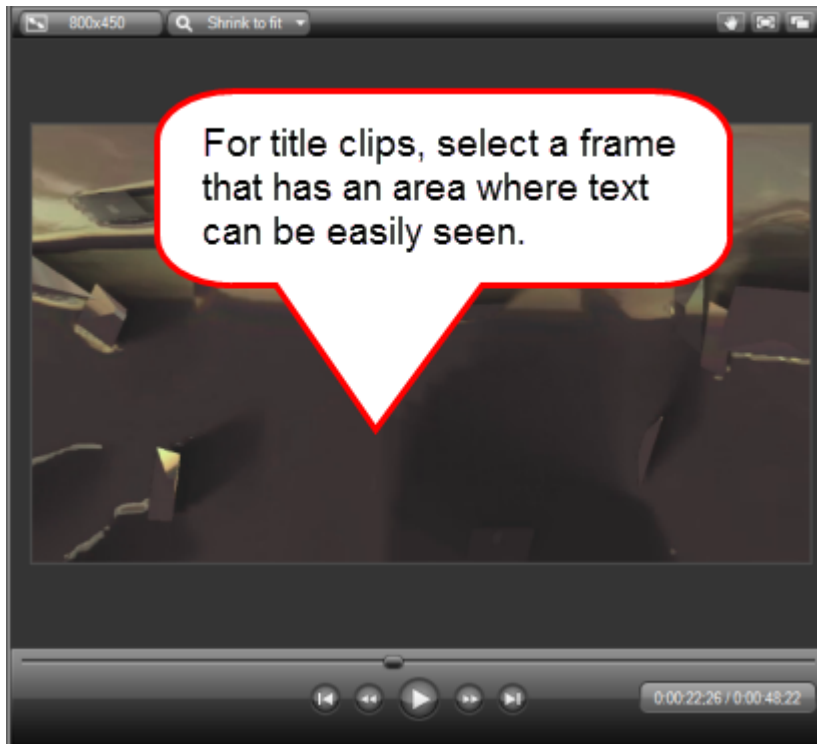 800x450 Shrink to fit
For title clips, select a frame
that has an area where text
can be easily seen.
0:00:22;26 / 0:00:48;22